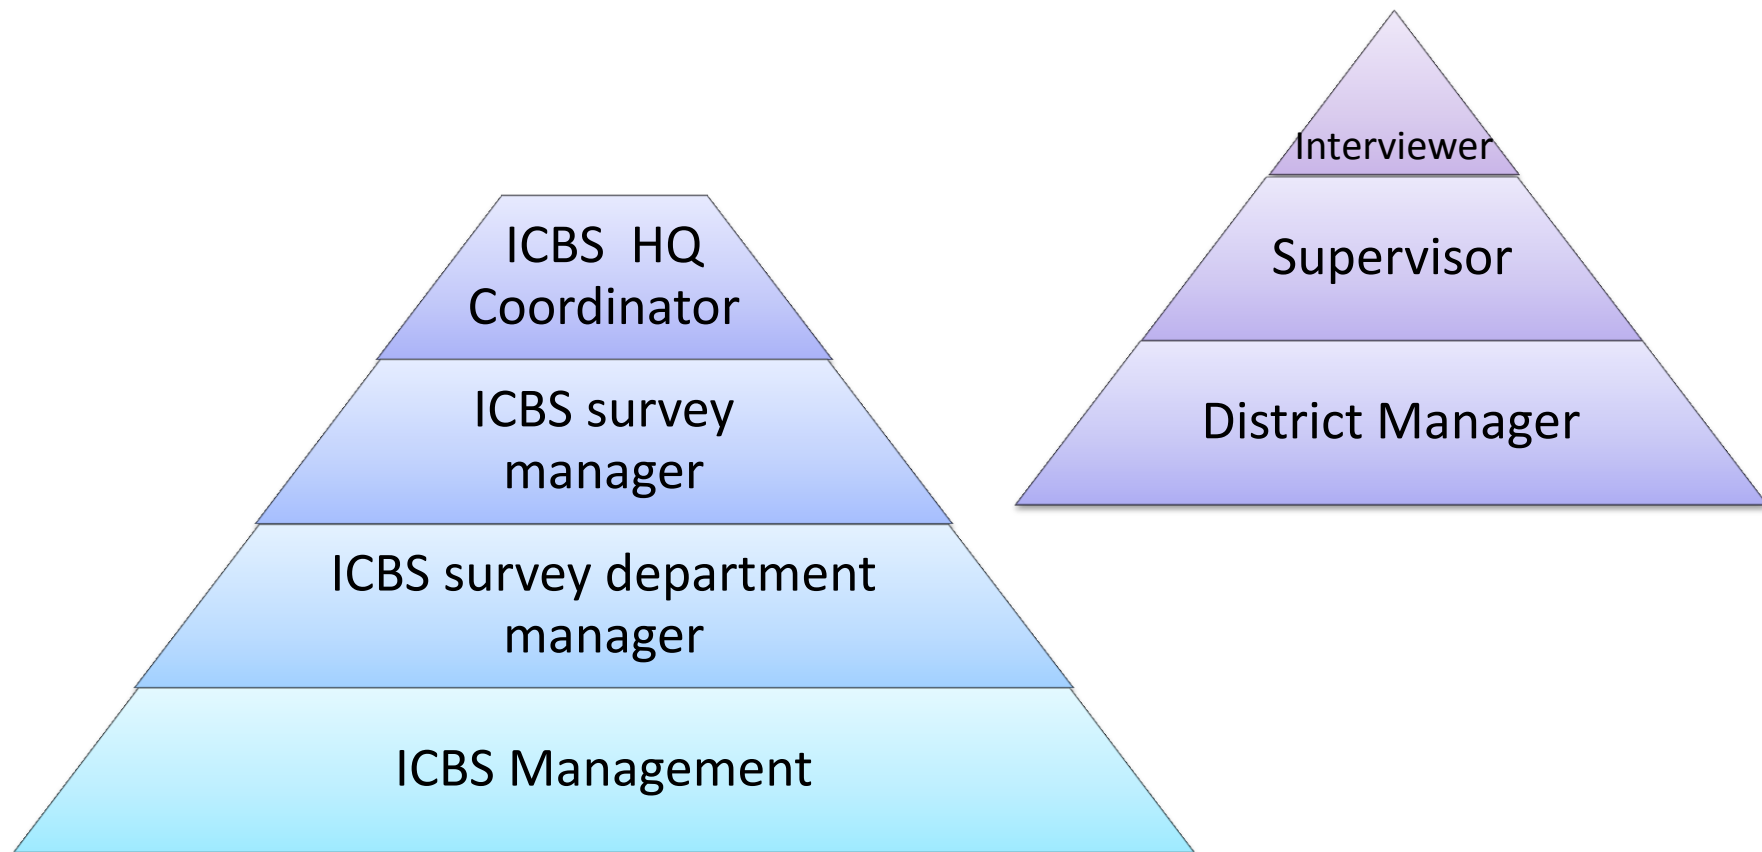 ICBS  HQ
Coordinator
ICBS survey
manager
ICBS survey department
manager
ICBS Management
Interviewer
Supervisor
District Manager